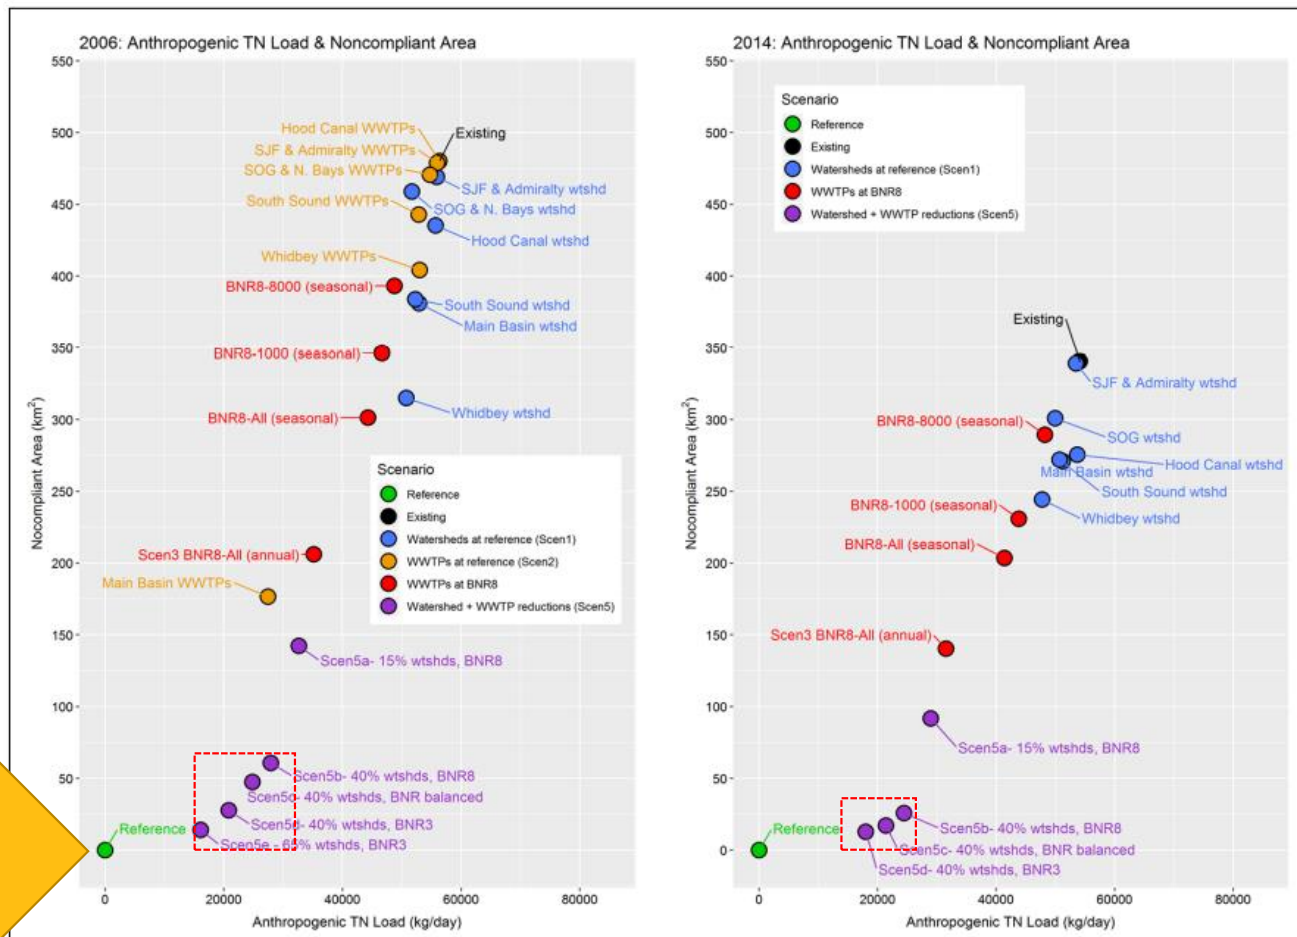 2006: Anthropogenic TN Load & Noncompliant Area
550
500
450
400
350
300
250
200
150
100
50
0
Nocompliant Area (km²)
Hood Canal WWTPs
Existing
SJF & Admiralty WWTPs
SOG & N. Bays WWTPs
SJF & Admiralty wtshd
South Sound WWTPs
SOG & N. Bays wtshd
Hood Canal wtshd
Whidbey WWTPs
BNR8-8000 (seasonal)
South Sound wtshd
Main Basin wtshd
BNR8-1000 (seasonal)
BNR8-All (seasonal)
Whidbey wtshd
Scenario
Reference
Existing
Watersheds at reference (Scen1)
WWTPs at reference (Scen2)
WWTPs at BNR8
Watershed + WWTP reductions (Scen5)
Scen3 BNR8-All (annual)
Main Basin WWTPs
Scen5a- 15% wtshds, BNR8
Scen5b- 40% wtshds, BNR8
Scen5c- 40% wtshds, BNR balanced
Scen5d- 40% wtshds, BNR3
Reference
Scen5e - 65% wtshds, BNR3
0
20000
40000
60000
80000
Anthropogenic TN Load (kg/day)
2014: Anthropogenic TN Load & Noncompliant Area
550
500
450
400
350
300
250
200
150
100
50
0
Nocompliant Area (km²)
Scenario
Reference
Existing
Watersheds at reference (Scen1)
WWTPs at BNR8
Watershed + WWTP reductions (Scen5)
Existing
SJF & Admiralty wtshd
BNR8-8000 (seasonal)
SOG wtshd
Hood Canal wtshd
Main Basin wtshd
South Sound wtshd
BNR8-1000 (seasonal)
Whidbey wtshd
BNR8-All (seasonal)
Scen3 BNR8-All (annual)
Scen5a- 15% wtshds, BNR8
Reference
Scen5b- 40% wtshds, BNR8
Scen5c- 40% wtshds, BNR balanced
Scen5d- 40% wtshds, BNR3
0
20000
40000
60000
80000
Anthropogenic TN Load (kg/day)